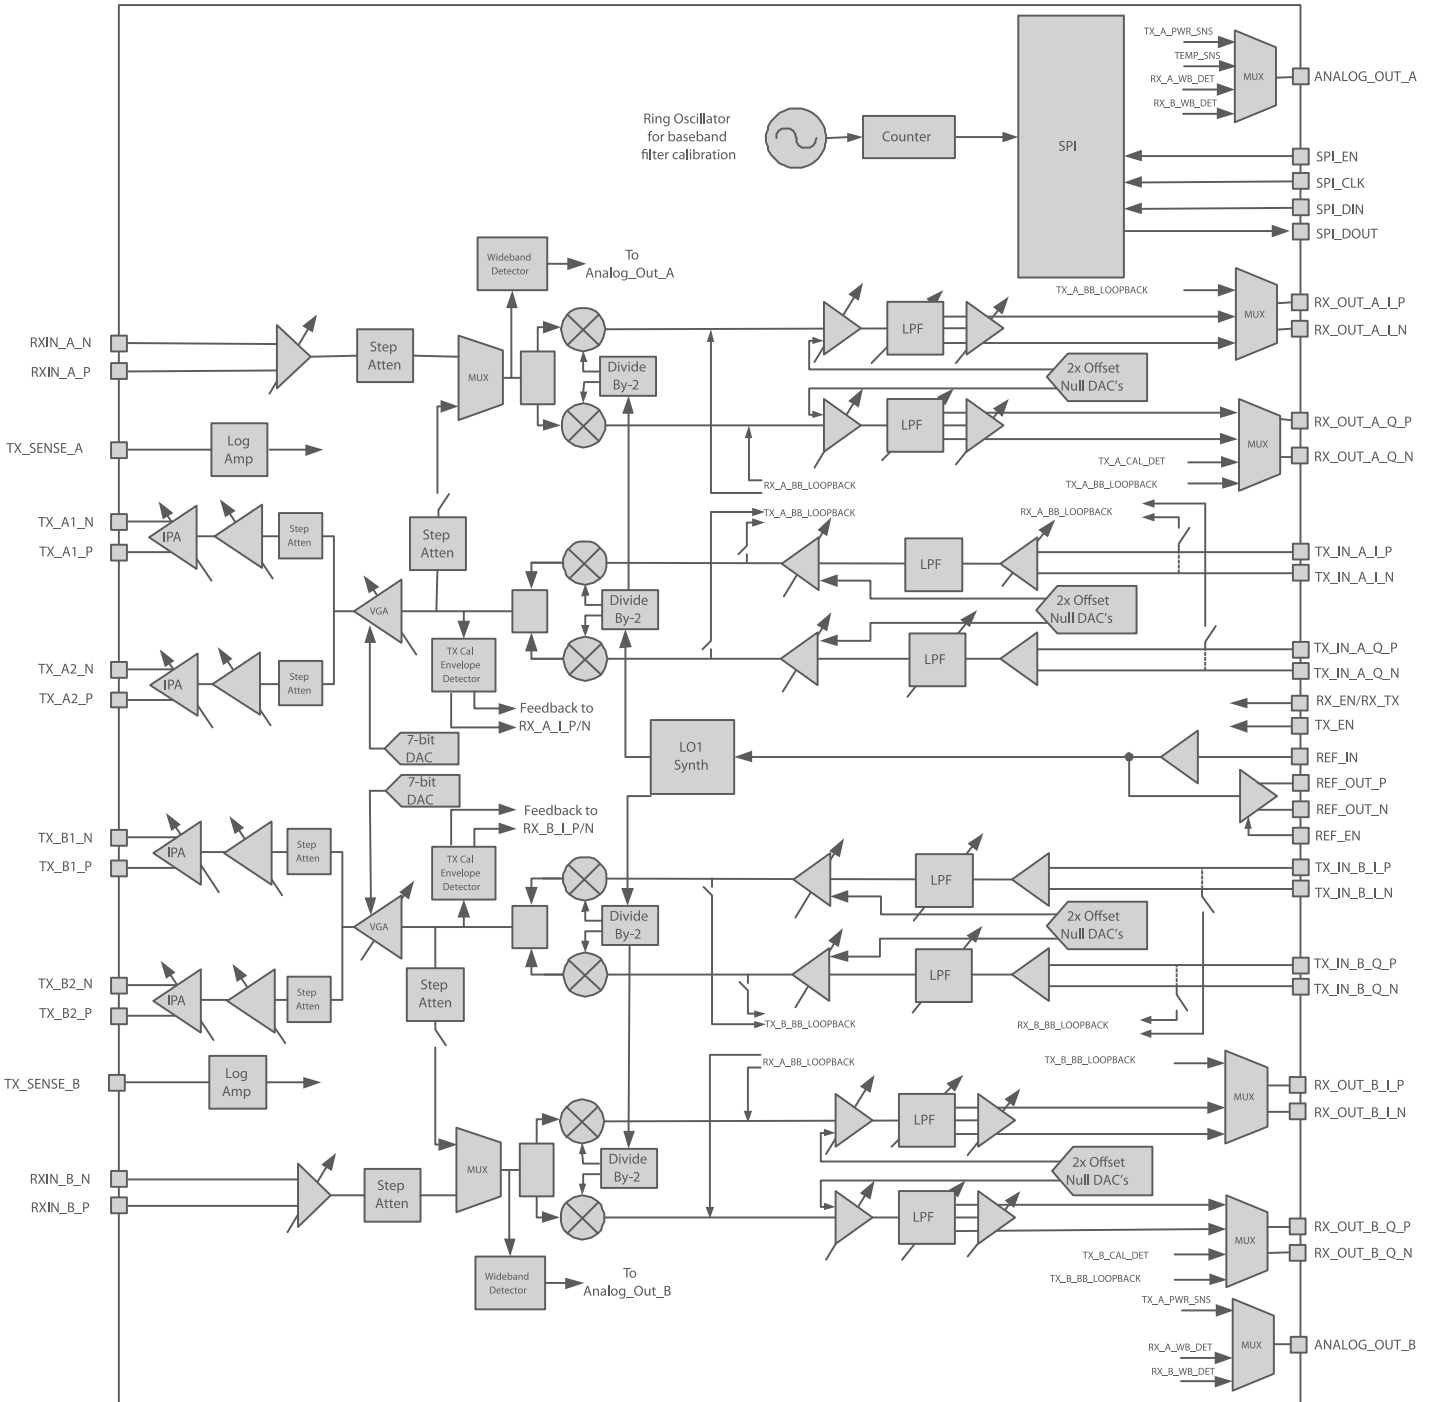 TX_A_PWR_SNS
TEMP_SNS
RX_A_WB_DET
RX_B_WB_DET
MUX
ANALOG_OUT_A
Ring Oscillator
for baseband
filter calibration
Counter
SPI
SPI_EN
SPI_CLK
SPI_DIN
SPI_DOUT
Wideband
Detector
To
Analog_Out_A
TX_A_BB_LOOPBACK
MUX
RX_OUT_A_I_P
RX_OUT_A_I_N
RXIN_A_N
RXIN_A_P
Step
Atten
MUX
Divide
By-2
LPF
2x Offset
Null DAC's
LPF
MUX
RX_OUT_A_Q_P
RX_OUT_A_Q_N
TX_A_CAL_DET
TX_A_BB_LOOPBACK
TX_SENSE_A
Log
Amp
RX_A_BB_LOOPBACK
TX_A_BB_LOOPBACK
RX_A_BB_LOOPBACK
TX_A1_N
TX_A1_P
IPA
Step
Atten
Step
Atten
LPF
TX_IN_A_I_P
TX_IN_A_I_N
VGA
Divide
By-2
2x Offset
Null DAC's
TX_A2_N
TX_A2_P
IPA
Step
Atten
TX Cal
Envelope
Detector
LPF
TX_IN_A_Q_P
TX_IN_A_Q_N
Feedback to
RX_A_I_P/N
RX_EN/RX_TX
TX_EN
7-bit
DAC
LO1
Synth
REF_IN
7-bit
DAC
REF_OUT_P
REF_OUT_N
REF_EN
Feedback to
RX_B_I_P/N
TX_B1_N
TX_B1_P
IPA
Step
Atten
TX Cal
Envelope
Detector
LPF
TX_IN_B_I_P
TX_IN_B_I_N
VGA
Divide
By-2
2x Offset
Null DAC's
TX_B2_N
TX_B2_P
IPA
Step
Atten
Step
Atten
LPF
TX_IN_B_Q_P
TX_IN_B_Q_N
TX_B_BB_LOOPBACK
RX_B_BB_LOOPBACK
TX_SENSE_B
Log
Amp
RX_A_BB_LOOPBACK
TX_B_BB_LOOPBACK
MUX
RX_OUT_B_I_P
RX_OUT_B_I_N
LPF
RXIN_B_N
RXIN_B_P
Step
Atten
MUX
Divide
By-2
2x Offset
Null DAC's
LPF
MUX
RX_OUT_B_Q_P
RX_OUT_B_Q_N
TX_B_CAL_DET
TX_B_BB_LOOPBACK
Wideband
Detector
To
Analog_Out_B
TX_A_PWR_SNS
RX_A_WB_DET
RX_B_WB_DET
MUX
ANALOG_OUT_B